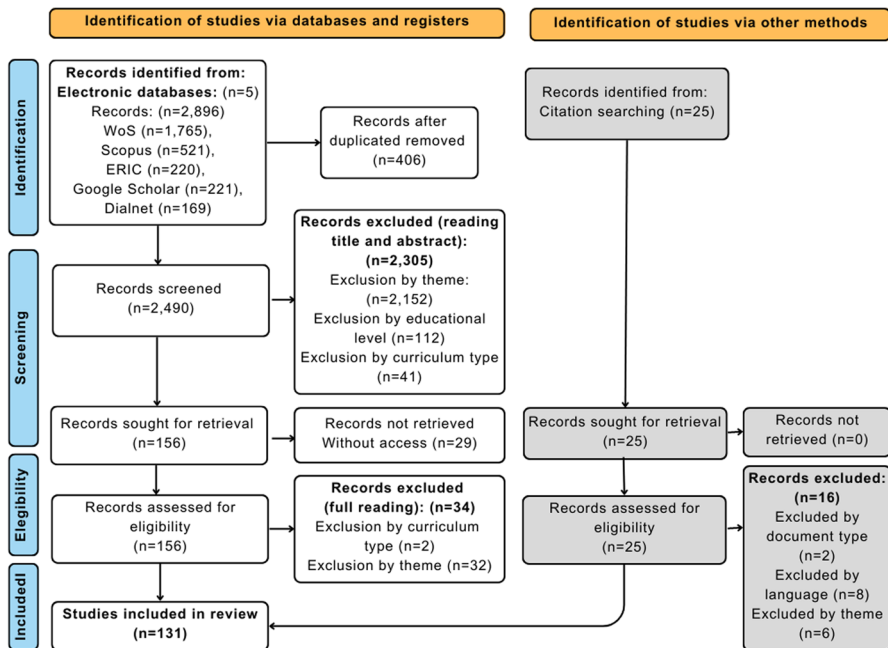 Identification of studies via databases and registers
Identification of studies via other methods
Identification
Records identified from:
Electronic databases: (n=5)
Records: (n=2,896)
WoS (n=1,765),
Scopus (n=521),
ERIC (n=220),
Google Scholar (n=221),
Dialnet (n=169)
Records after
duplicated removed
(n=406)
Records identified from:
Citation searching (n=25)
Screening
Records screened
(n=2,490)
Records excluded (reading
title and abstract):
(n=2,305)
Exclusion by theme:
(n=2,152)
Exclusion by educational
level (n=112)
Exclusion by curriculum type
(n=41)
Records sought for retrieval
(n=156)
Records not retrieved
Without access (n=29)
Records sought for retrieval
(n=25)
Records not
retrieved (n=0)
Elegibility
Records assessed for
eligibility
(n=156)
Records excluded
(full reading): (n=34)
Exclusion by curriculum
type (n=2)
Exclusion by theme (n=32)
Records assessed for
eligibility
(n=25)
Records excluded:
(n=16)
Excluded by
document type
(n=2)
Excluded by
language (n=8)
Excluded by theme
(n=6)
IncludedI
Studies included in review
(n=131)